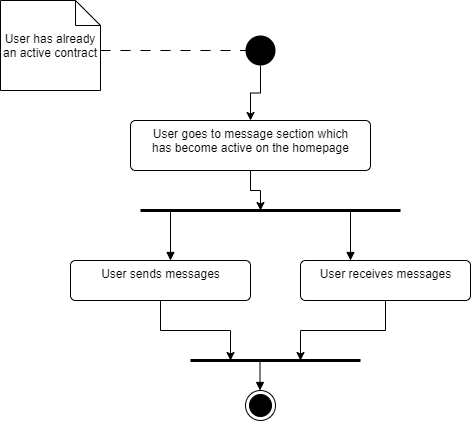 User has already
an active contract
User goes to message section which
has become active on the homepage
User sends messages
User receives messages